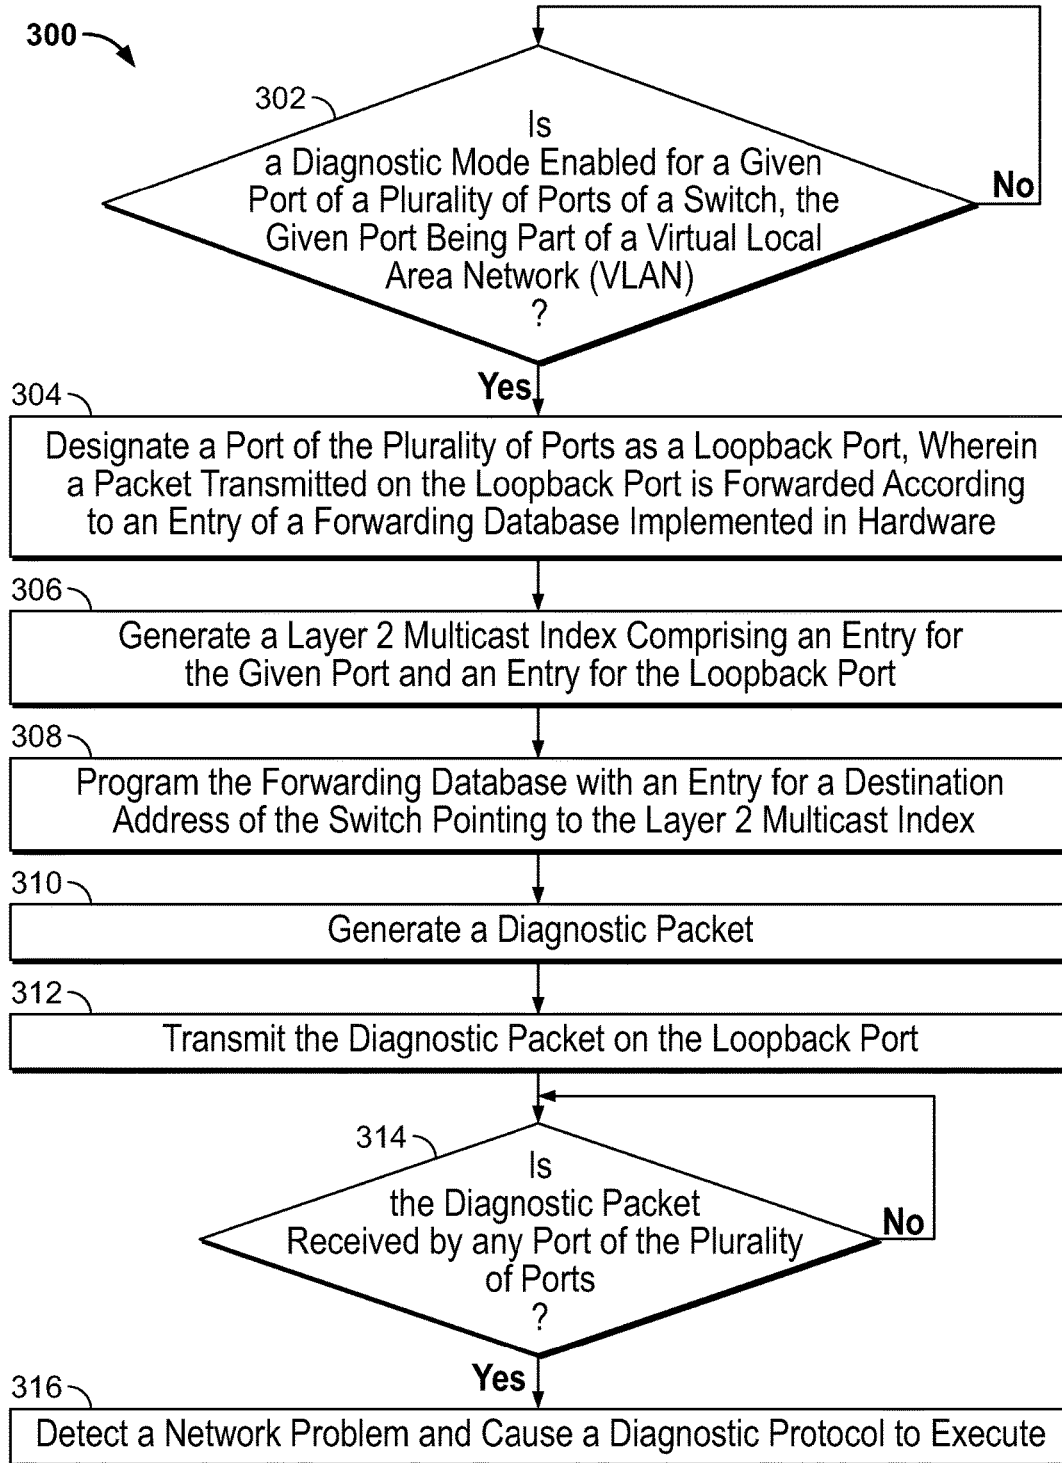 300
302
Is
a Diagnostic Mode Enabled for a Given
Port of a Plurality of Ports of a Switch, the
Given Port Being Part of a Virtual Local
Area Network (VLAN)
?
No
Yes
304
Designate a Port of the Plurality of Ports as a Loopback Port, Wherein
a Packet Transmitted on the Loopback Port is Forwarded According
to an Entry of a Forwarding Database Implemented in Hardware
306
Generate a Layer 2 Multicast Index Comprising an Entry for
the Given Port and an Entry for the Loopback Port
308
Program the Forwarding Database with an Entry for a Destination
Address of the Switch Pointing to the Layer 2 Multicast Index
310
Generate a Diagnostic Packet
312
Transmit the Diagnostic Packet on the Loopback Port
314
Is
the Diagnostic Packet
Received by any Port of the Plurality
of Ports
?
No
Yes
316
Detect a Network Problem and Cause a Diagnostic Protocol to Execute